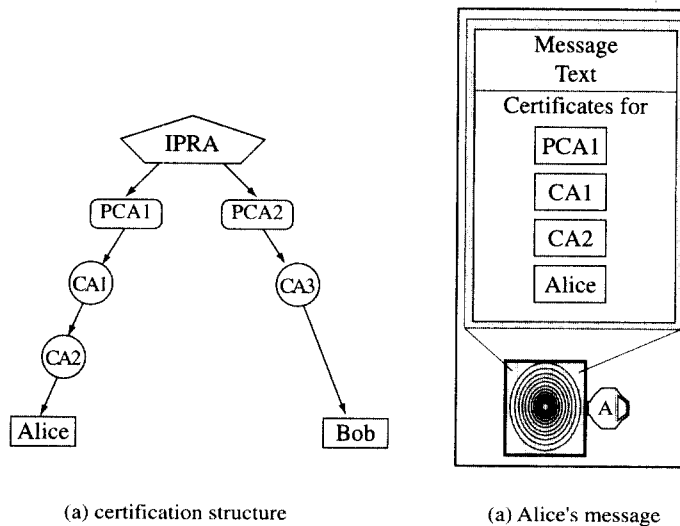 IPRA
PCA1 PCA2
CA1 CA3
CA2
Alice Bob
(a) certification structure
Message
Text
Certificates for
PCA1
CA1
CA2
Alice
A
(a) Alice's message